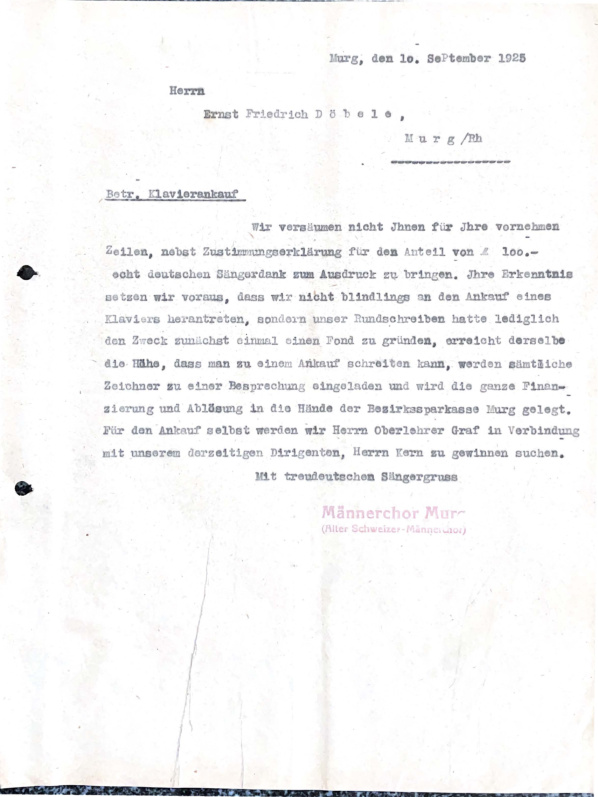 Murg, den 10. September 1925
Herrn
Ernst Friedrich D ö b e l e ,
M u r g /Rh
Betr. Klavierankauf
Wir versäumen nicht Jhnen für Jhre vornehmen
Zeilen, nebst Zustimmungserklärung für den Anteil von 100.-
echt deutschen Sängerdank zum Ausdruck zu bringen. Jhre Erkenntnis
setzen wir voraus, dass wir nicht blindlings an den Ankauf eines
Klaviers herantreten, sondern unser Rundschreiben hatte lediglich
den Zweck zunächst einmal einen Fond zu gründen, erreicht derselbe
die Höhe, dass man zu einem Ankauf schreiten kann, werden sämtliche
Zeichner zu einer Besprechung eingeladen und wird die ganze Finan-
zierung und Ablösung in die Hände der Bezirkssparkasse Murg gelegt.
Für den Ankauf selbst werden wir Herrn Oberlehrer Graf in Verbindung
mit unserem derzeitigen Dirigenten, Herrn Kern zu gewinnen suchen.
Mit treudeutschen Sängergruss
Männerchor Murg
(Alter Schweizer-Männerchor)